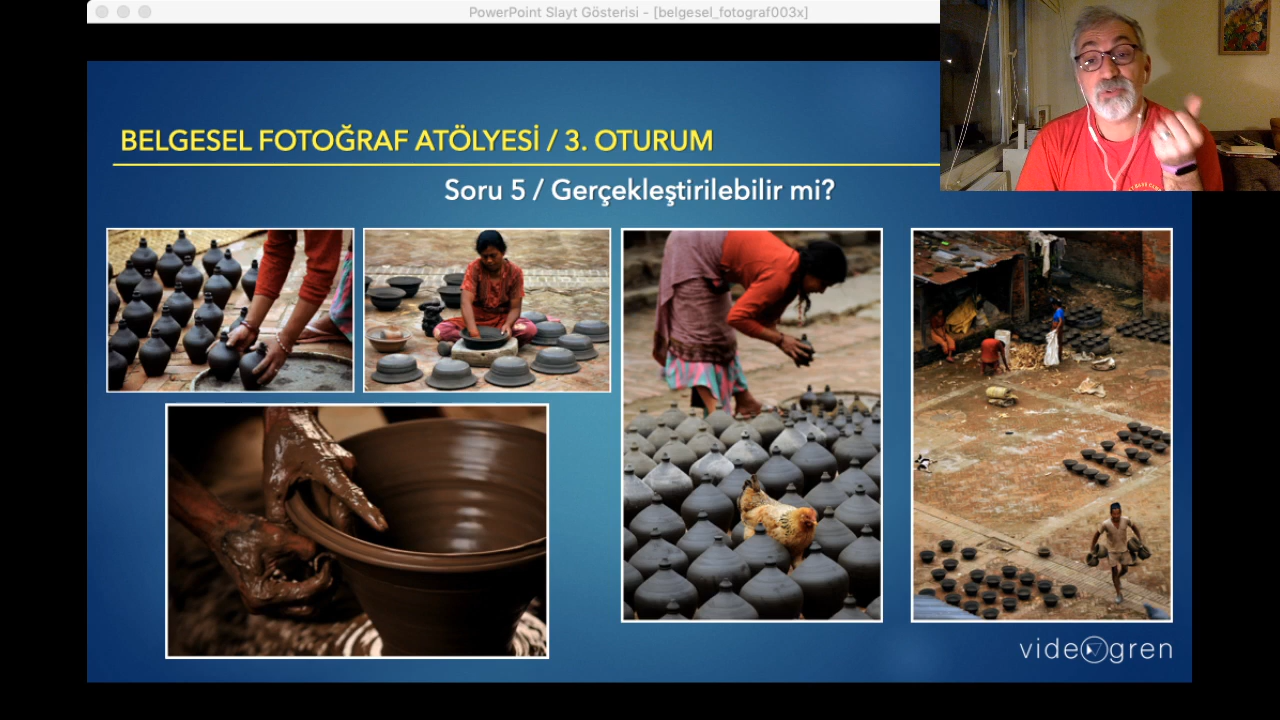 PowerPoint Slayt Gösterisi - [belgesel_fotograf003x]
BELGESEL FOTOĞRAF ATÖLYESİ / 3. OTURUM
Soru 5 / Gerçekleştirilebilir mi?
videogren